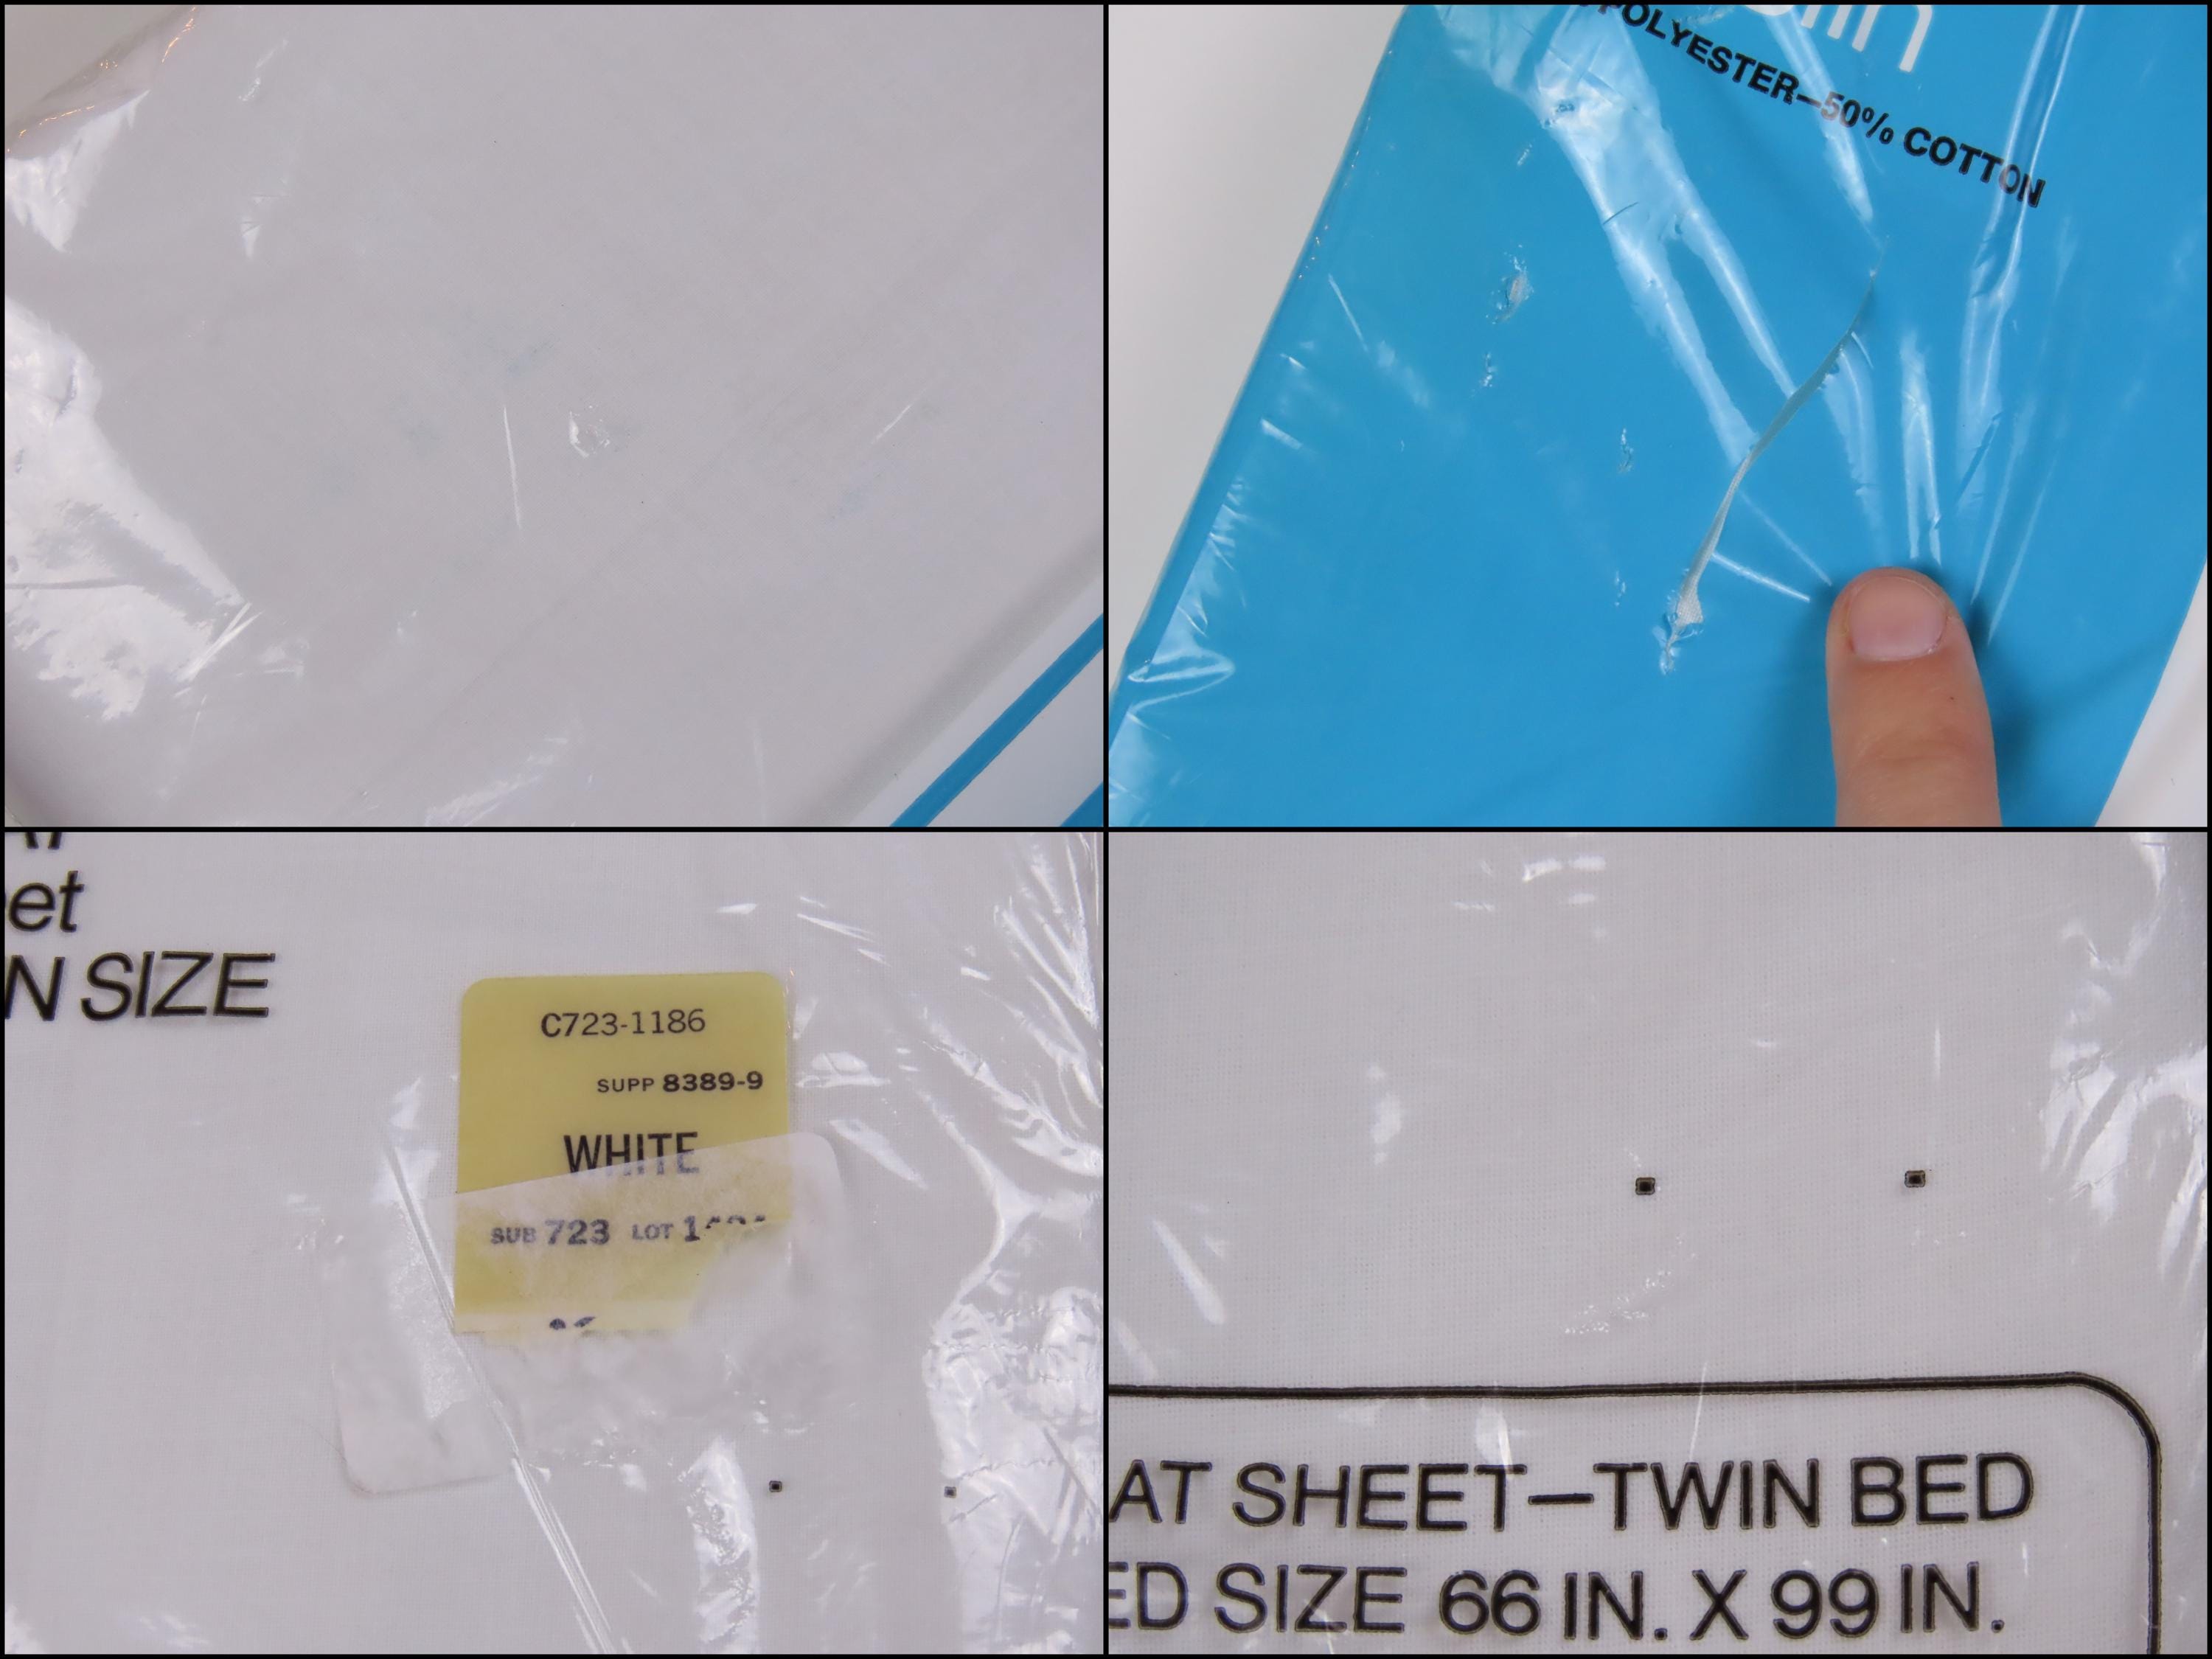 POLYESTER—50% COTTON
et
N SIZE
C723-1186
SUPP 8389-9
WHITE
SUB 723 LOT
AT SHEET—TWIN BED
ED SIZE 66 IN. X 99 IN.